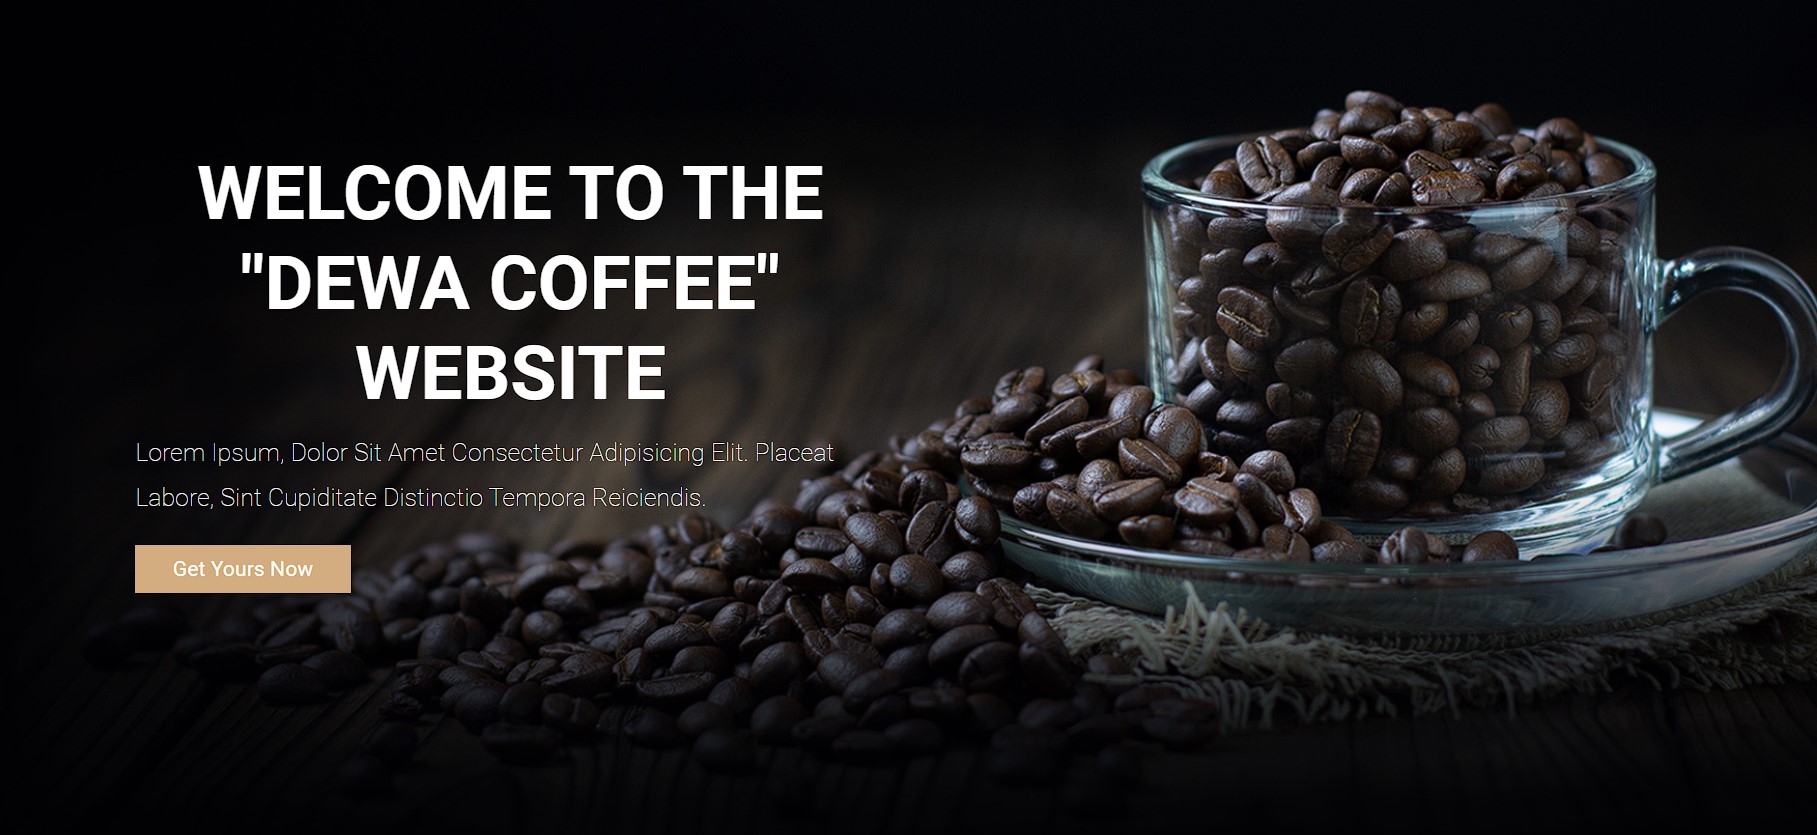 WELCOME TO THE
"DEWA COFFEE"
WEBSITE
Lorem Ipsum, Dolor Sit Amet Consectetur Adipisicing Elit. Placeat
Labore, Sint Cupiditate Distinctio Tempora Reiciendis.
Get Yours Now